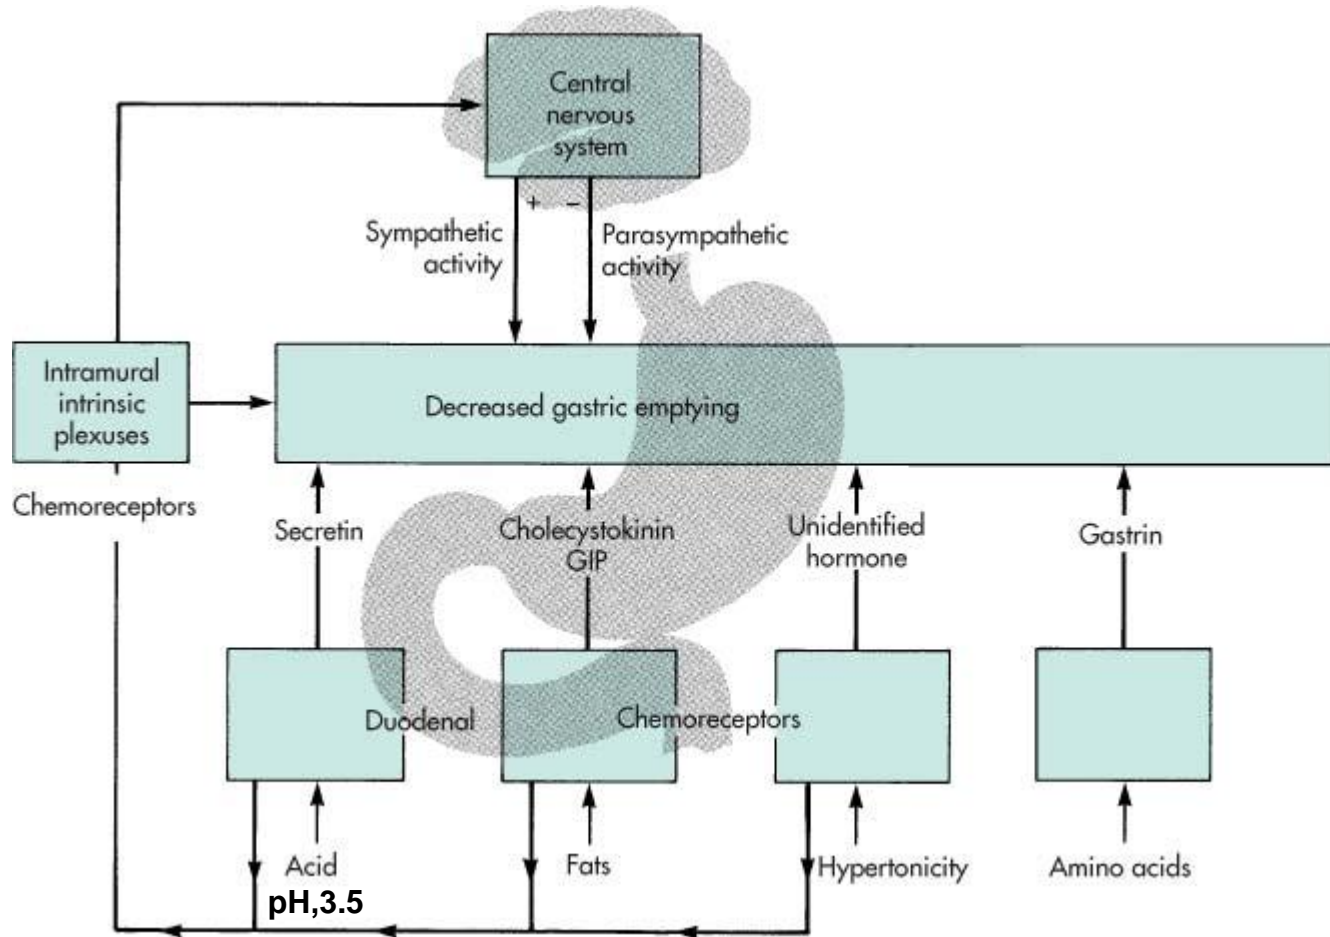 Central
nervous
system
+ −
Sympathetic
activity
Parasympathetic
activity
Intramural
intrinsic
plexuses
Decreased gastric emptying
Chemoreceptors
Secretin
Cholecystokinin
GIP
Unidentified
hormone
Gastrin
Duodenal
Chemoreceptors
Acid
Fats
Hypertonicity
Amino acids
pH,3.5